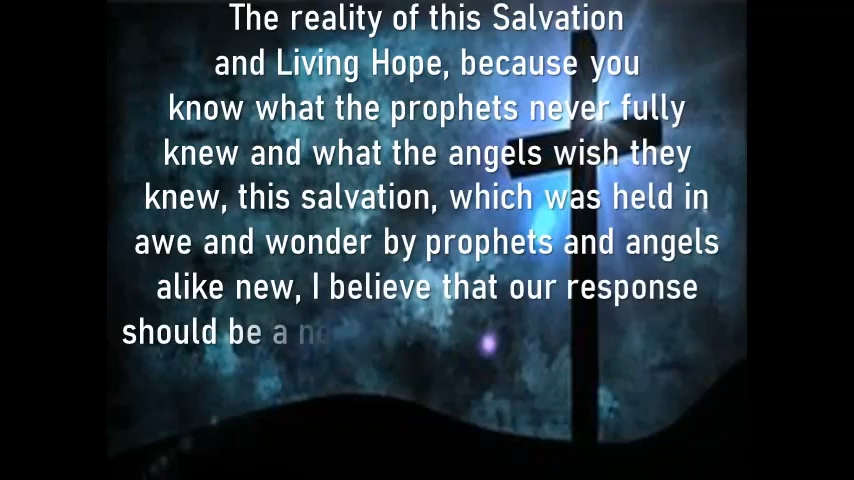 The reality of this Salvation
and Living Hope, because you
know what the prophets never fully
knew and what the angels wish they
knew, this salvation, which was held in
awe and wonder by prophets and angels
alike new, I believe that our response
should be a